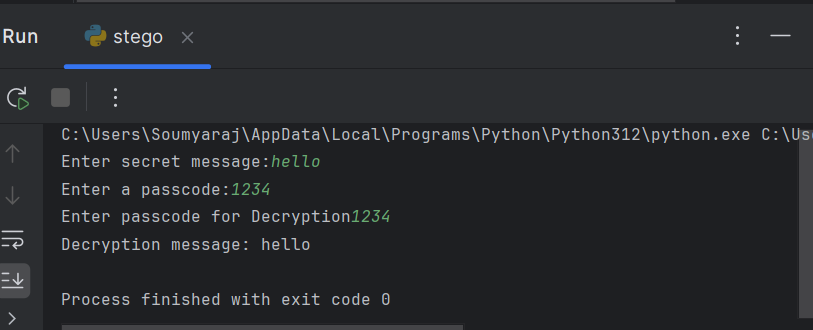 Run stego
C:\Users\Soumyaraj\AppData\Local\Programs\Python\Python312\python.exe C:\Us
Enter secret message:hello
Enter a passcode:1234
Enter passcode for Decryption1234
Decryption message: hello
Process finished with exit code 0